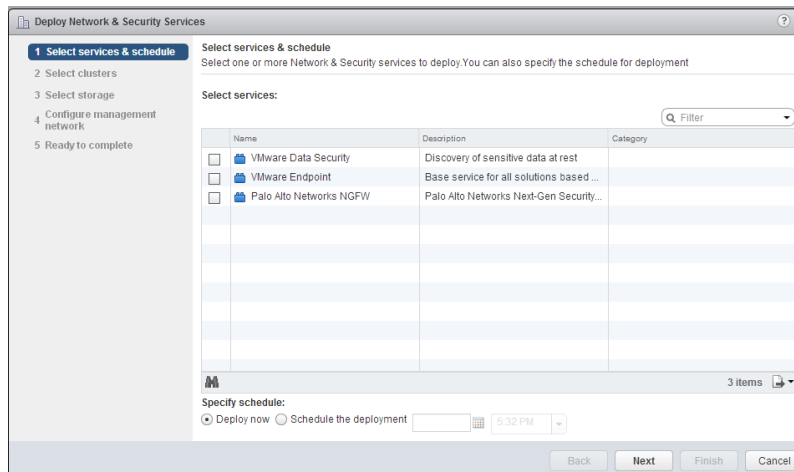 Deploy Network & Security Services
?
1 Select services & schedule
2 Select clusters
3 Select storage
4 Configure management
network
5 Ready to complete
Select services & schedule
Select one or more Network & Security services to deploy.You can also specify the schedule for deployment
Select services:
Filter
Name Description Category
VMware Data Security Discovery of sensitive data at rest
VMware Endpoint Base service for all solutions based ...
Palo Alto Networks NGFW Palo Alto Networks Next-Gen Security...
3 items
Specify schedule:
Deploy now Schedule the deployment 5:32 PM
Back Next Finish Cancel